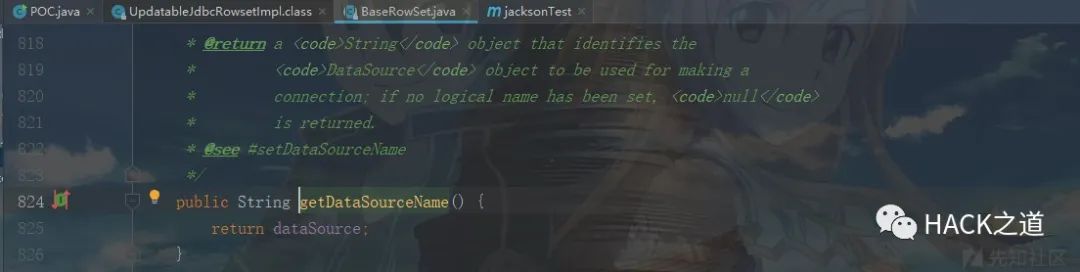 POC.java × UpdatableJdbcRowsetImpl.class × BaseRowSet.java × jacksonTest ×
818 * @return a <code>String</code> object that identifies the
819 * <code>DataSource</code> object to be used for making a
820 * connection; if no logical name has been set, <code>null</code>
821 * is returned.
822 * @see #setDataSourceName
823 */
824 public String getDataSourceName() {
825 return dataSource;
826 }
HACK之道
先知社区